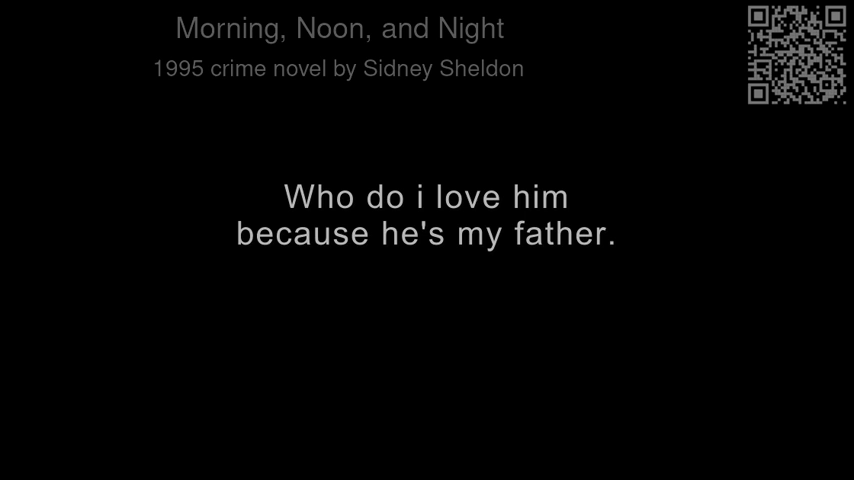 Morning, Noon, and Night
1995 crime novel by Sidney Sheldon
Who do i love him
because he's my father.